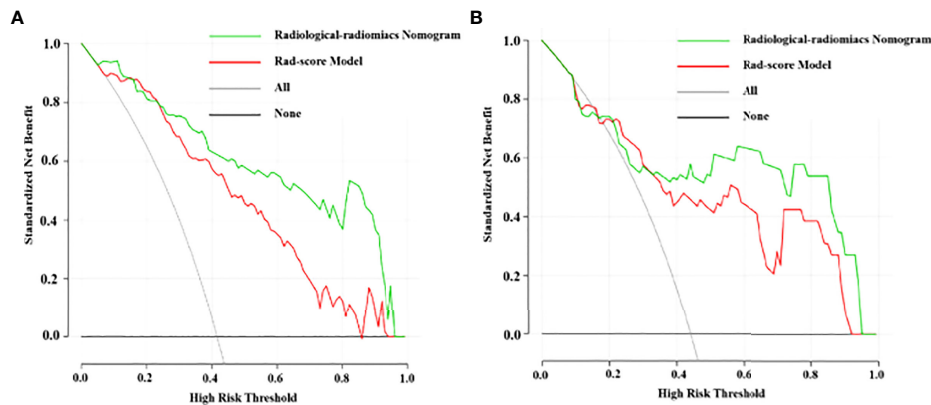 A
Radiological-radiomiacs Nomogram
Rad-score Model
All
None
Standardized Net Benefit
1.0
0.8
0.6
0.4
0.2
0.0
0.0 0.2 0.4 0.6 0.8 1.0
High Risk Threshold
B
Radiological-radiomiacs Nomogram
Rad-score Model
All
None
Standardized Net Benefit
1.0
0.8
0.6
0.4
0.2
0.0
0.0 0.2 0.4 0.6 0.8 1.0
High Risk Threshold